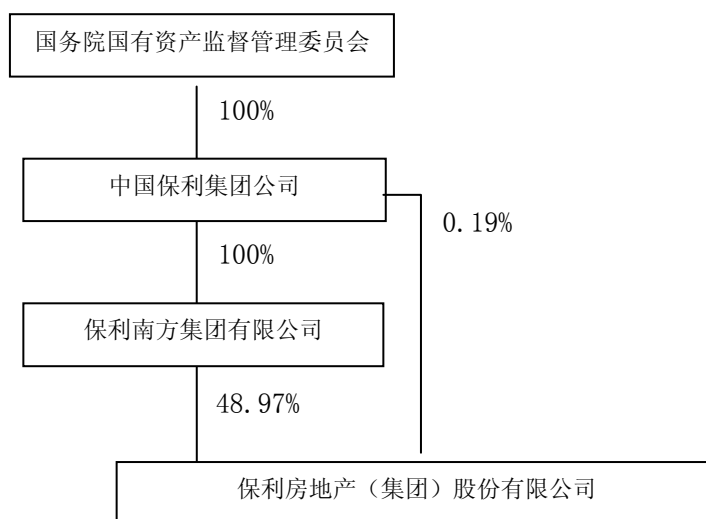 国务院国有资产监督管理委员会
100%
中国保利集团公司
0.19%
100%
保利南方集团有限公司
48.97%
保利房地产（集团）股份有限公司